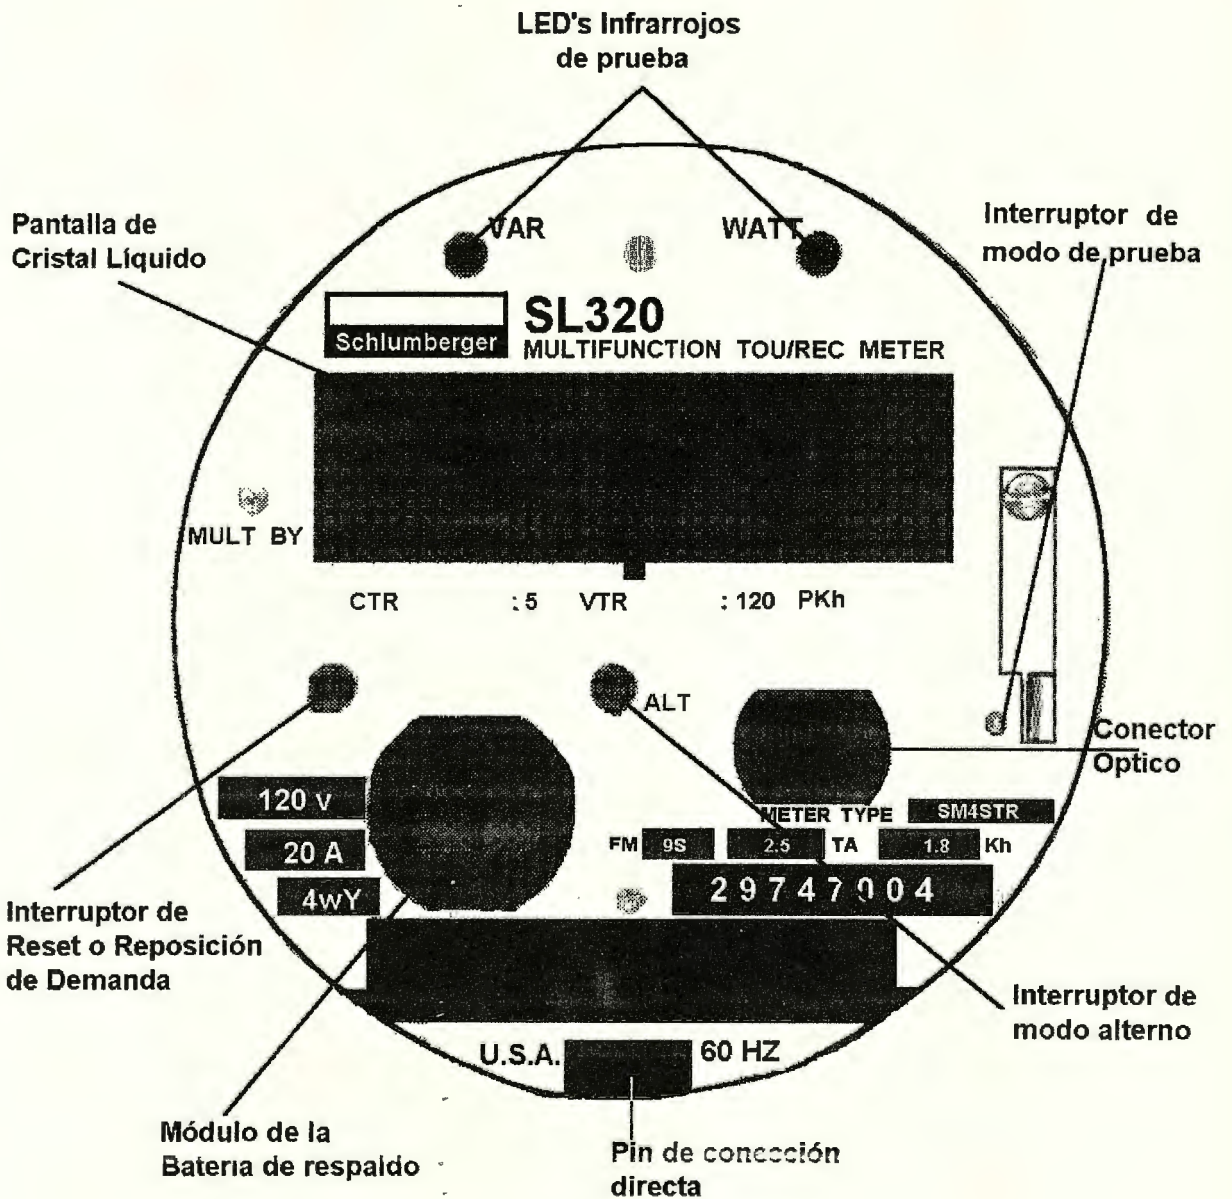 LED's Infrarrojos
de prueba
Pantalla de
Cristal Líquido
VAR
WATT
Interruptor de
modo de prueba
Schlumberger
SL320
MULTIFUNCTION TOU/REC METER
MULT BY
CTR : 5 VTR : 120 PKh
ALT
Conector
Optico
120 v
20 A
4wY
METER TYPE SM4STR
FM 9S 2.5 TA 1.8 Kh
29747004
Interruptor de
Reset o Reposición
de Demanda
Interruptor de
modo alterno
U.S.A. 60 HZ
Módulo de la
Bateria de respaldo
Pin de conección
directa